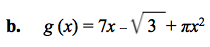 b. g (x) = 7x – √3 + πx²